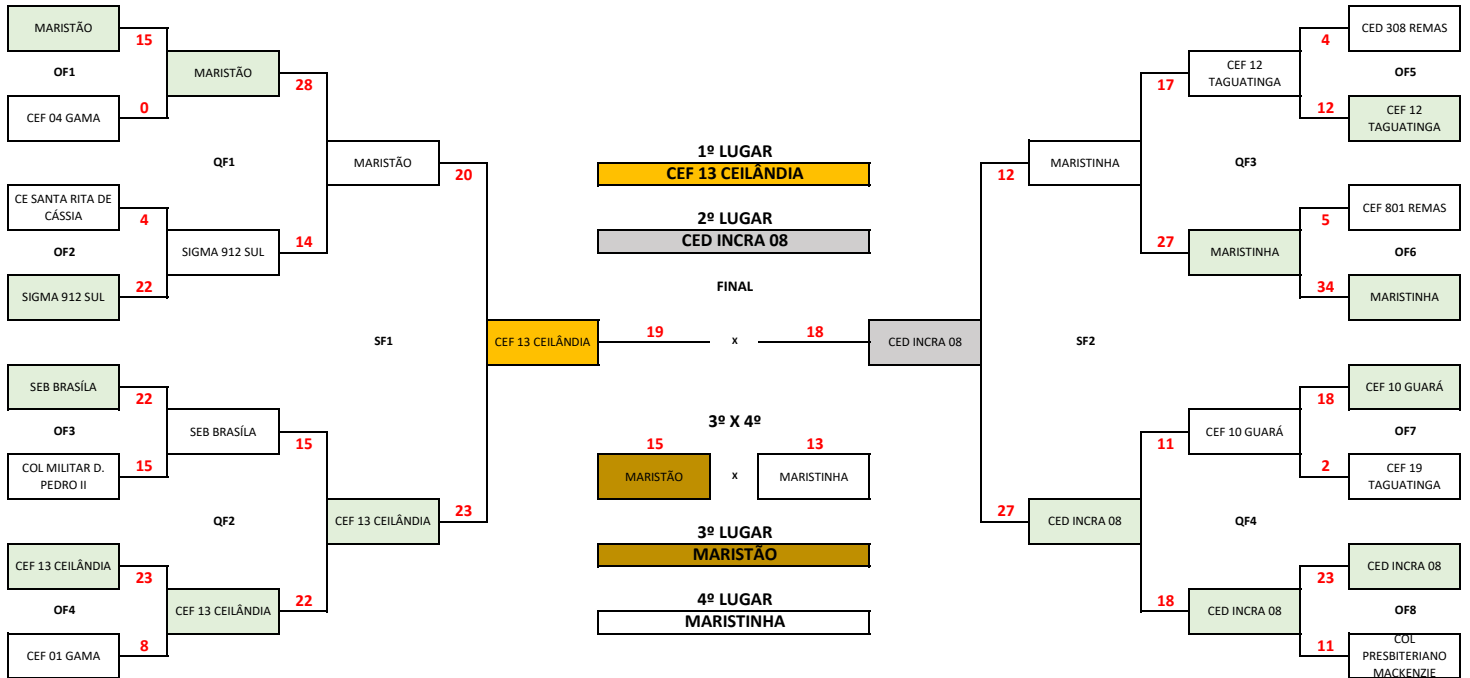 MARISTÃO
15
OF1
CEF 04 GAMA
0
MARISTÃO
28
QF1
CE SANTA RITA DE
CÁSSIA
4
OF2
SIGMA 912 SUL
22
SIGMA 912 SUL
14
MARISTÃO
20
SF1
SEB BRASÍLA
22
OF3
COL MILITAR D.
PEDRO II
15
SEB BRASÍLA
15
QF2
CEF 13 CEILÂNDIA
23
OF4
CEF 01 GAMA
8
CEF 13 CEILÂNDIA
22
CEF 13 CEILÂNDIA
23
CEF 13 CEILÂNDIA
1º LUGAR
CEF 13 CEILÂNDIA
2º LUGAR
CED INCRA 08
FINAL
19
x
18
3º X 4º
15
13
MARISTÃO
x
MARISTINHA
3º LUGAR
MARISTÃO
4º LUGAR
MARISTINHA
CED INCRA 08
12
MARISTINHA
SF2
27
CED INCRA 08
17
CEF 12
TAGUATINGA
QF3
27
MARISTINHA
4
CED 308 REMAS
OF5
12
CEF 12
TAGUATINGA
5
CEF 801 REMAS
OF6
34
MARISTINHA
11
CEF 10 GUARÁ
QF4
18
CED INCRA 08
18
CEF 10 GUARÁ
OF7
2
CEF 19
TAGUATINGA
23
CED INCRA 08
OF8
11
COL
PRESBITERIANO
MACKENZIE